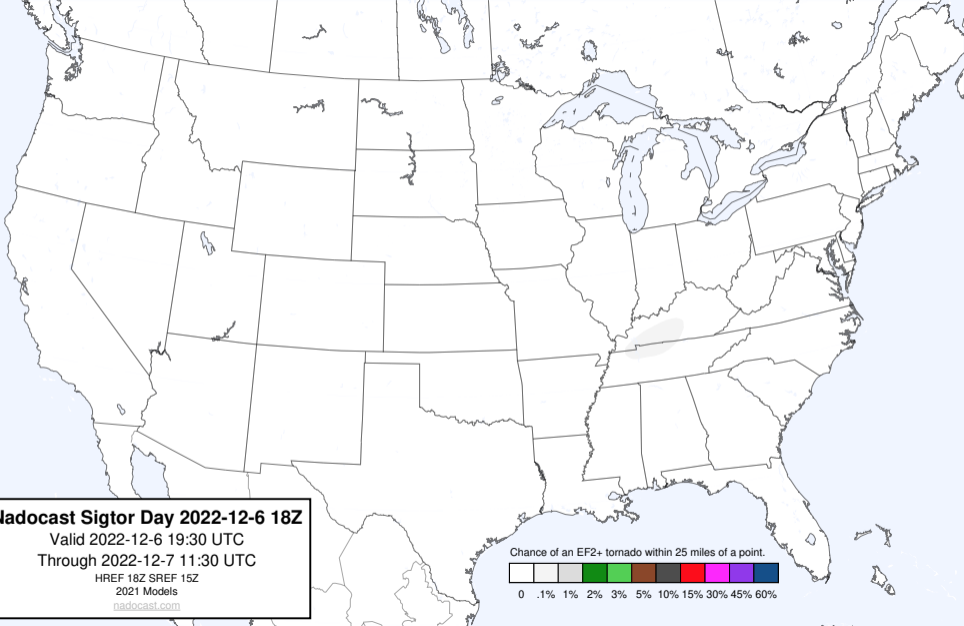 Nadocast Sigtor Day 2022-12-6 18Z
Valid 2022-12-6 19:30 UTC
Through 2022-12-7 11:30 UTC
HREF 18Z SREF 15Z
2021 Models
nadocast.com
Chance of an EF2+ tornado within 25 miles of a point.
0 .1% 1% 2% 3% 5% 10% 15% 30% 45% 60%